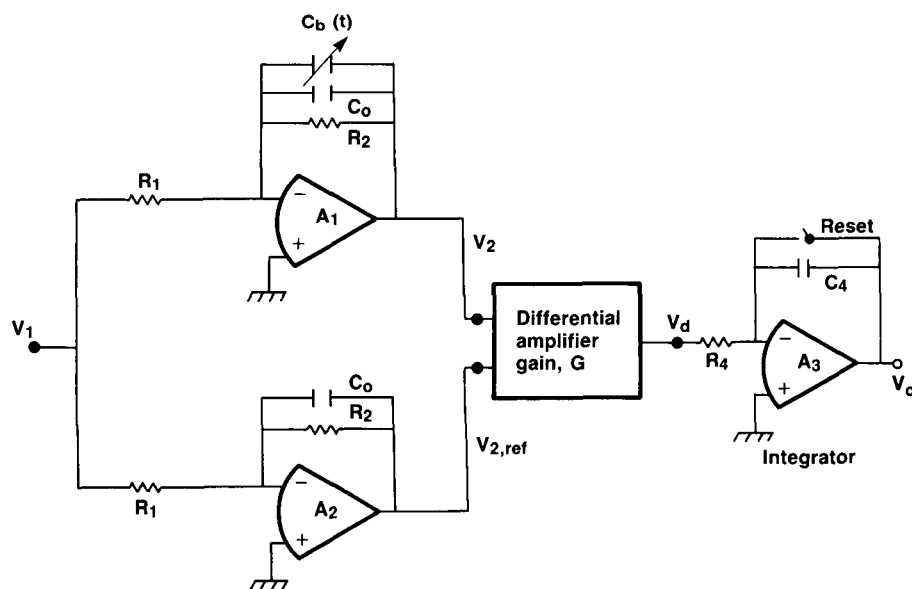 C_b (t)
C_o
R_2
R_1
−
A_1
+
V_2
V_1
Differential
amplifier
gain, G
V_d
R_4
Reset
C_4
−
A_3
+
V_o
Integrator
C_o
R_2
V_2,ref
R_1
−
A_2
+